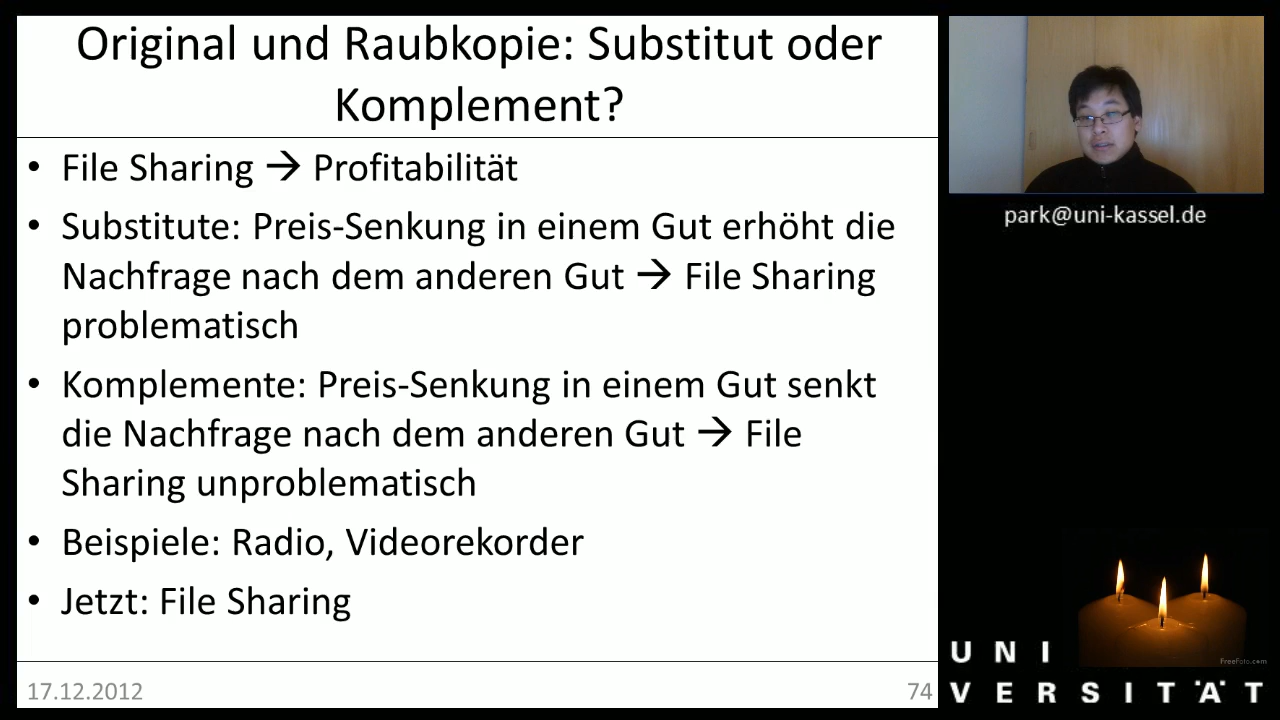 Original und Raubkopie: Substitut oder
Komplement?
• File Sharing → Profitabilität
• Substitute: Preis-Senkung in einem Gut erhöht die
Nachfrage nach dem anderen Gut → File Sharing
problematisch
• Komplemente: Preis-Senkung in einem Gut senkt
die Nachfrage nach dem anderen Gut → File
Sharing unproblematisch
• Beispiele: Radio, Videorekorder
• Jetzt: File Sharing
17.12.2012
74
park@uni-kassel.de
FreeFoto.com
UNI
VERSITÄT